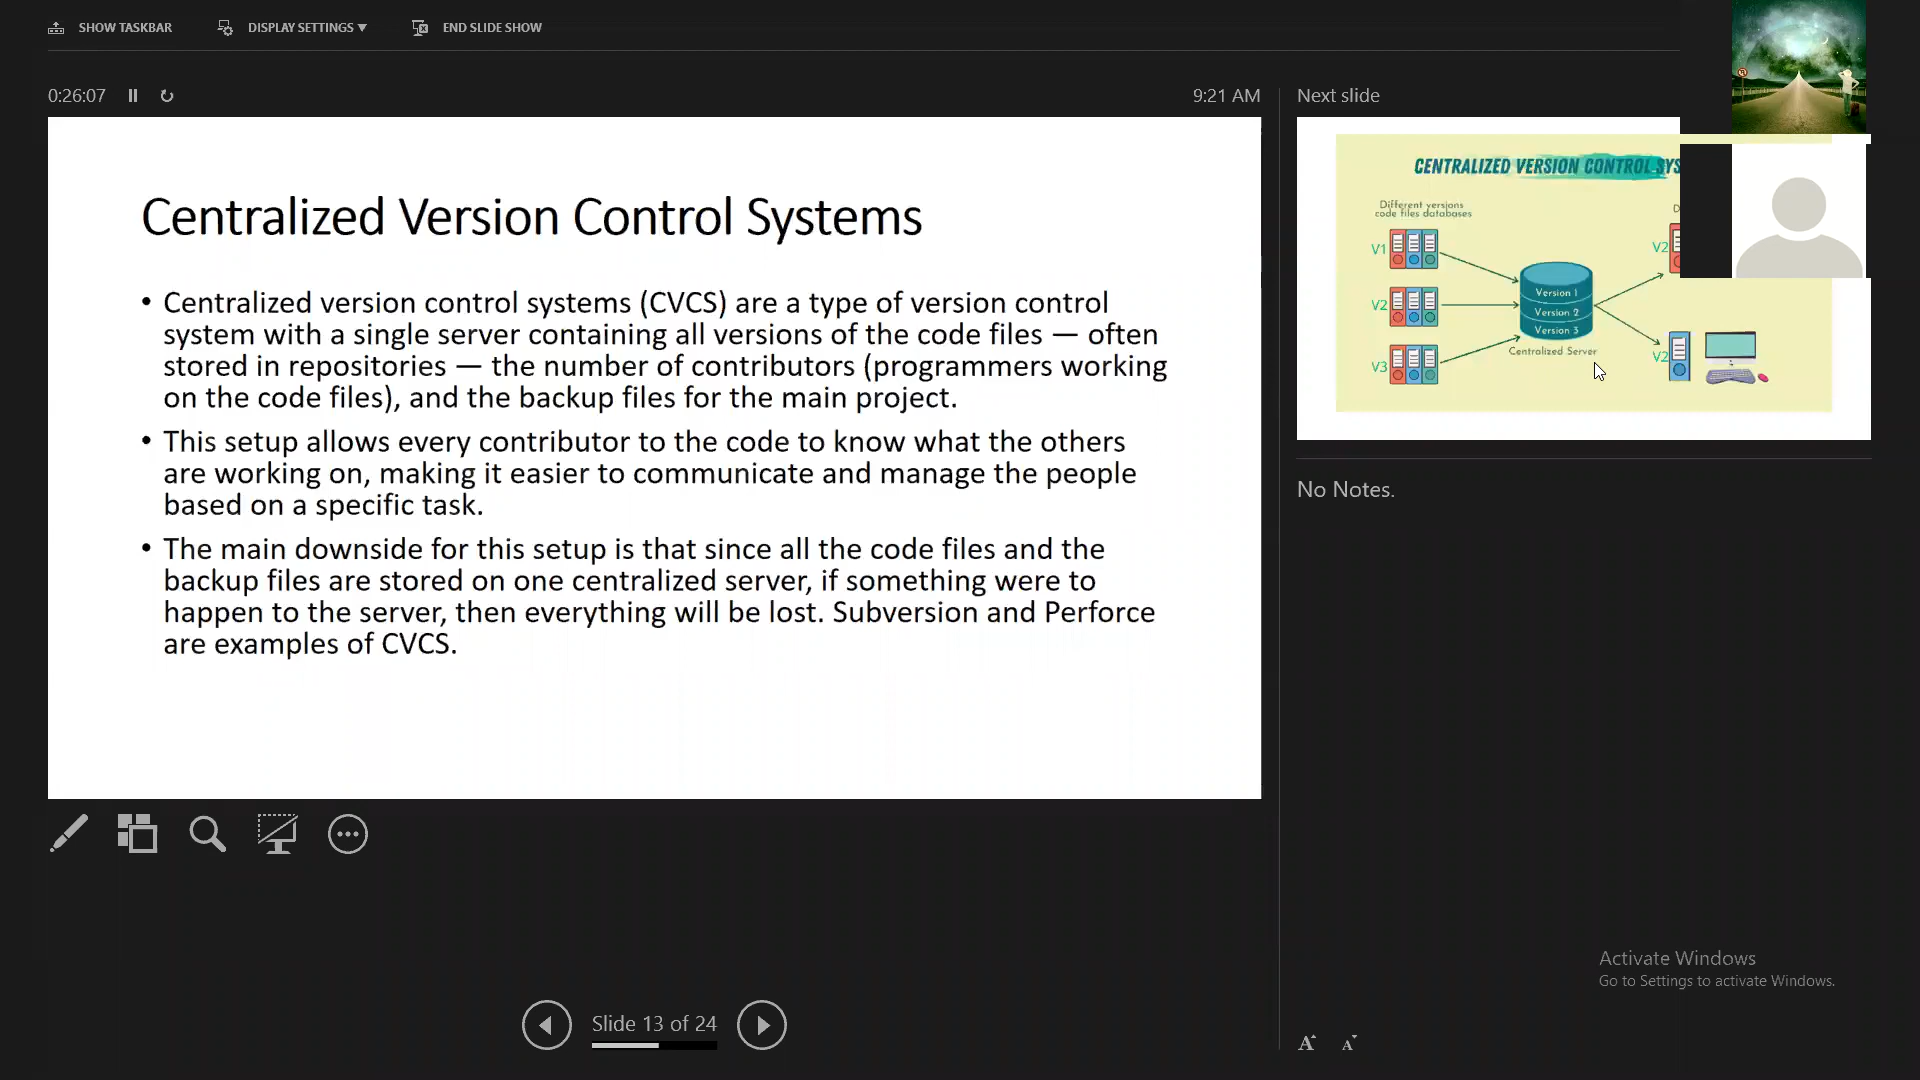 SHOW TASKBAR
DISPLAY SETTINGS
END SLIDE SHOW
0:26:07
9:21 AM
Centralized Version Control Systems
• Centralized version control systems (CVCS) are a type of version control
system with a single server containing all versions of the code files — often
stored in repositories — the number of contributors (programmers working
on the code files), and the backup files for the main project.
• This setup allows every contributor to the code to know what the others
are working on, making it easier to communicate and manage the people
based on a specific task.
• The main downside for this setup is that since all the code files and the
backup files are stored on one centralized server, if something were to
happen to the server, then everything will be lost. Subversion and Perforce
are examples of CVCS.
Slide 13 of 24
Next slide
CENTRALIZED VERSION CONTROL SYS
Different versions
code files databases
D
V1
V2
V2
Version 1
Version 2
Version 3
Centralized Server
V2
V3
No Notes.
Activate Windows
Go to Settings to activate Windows.
A A